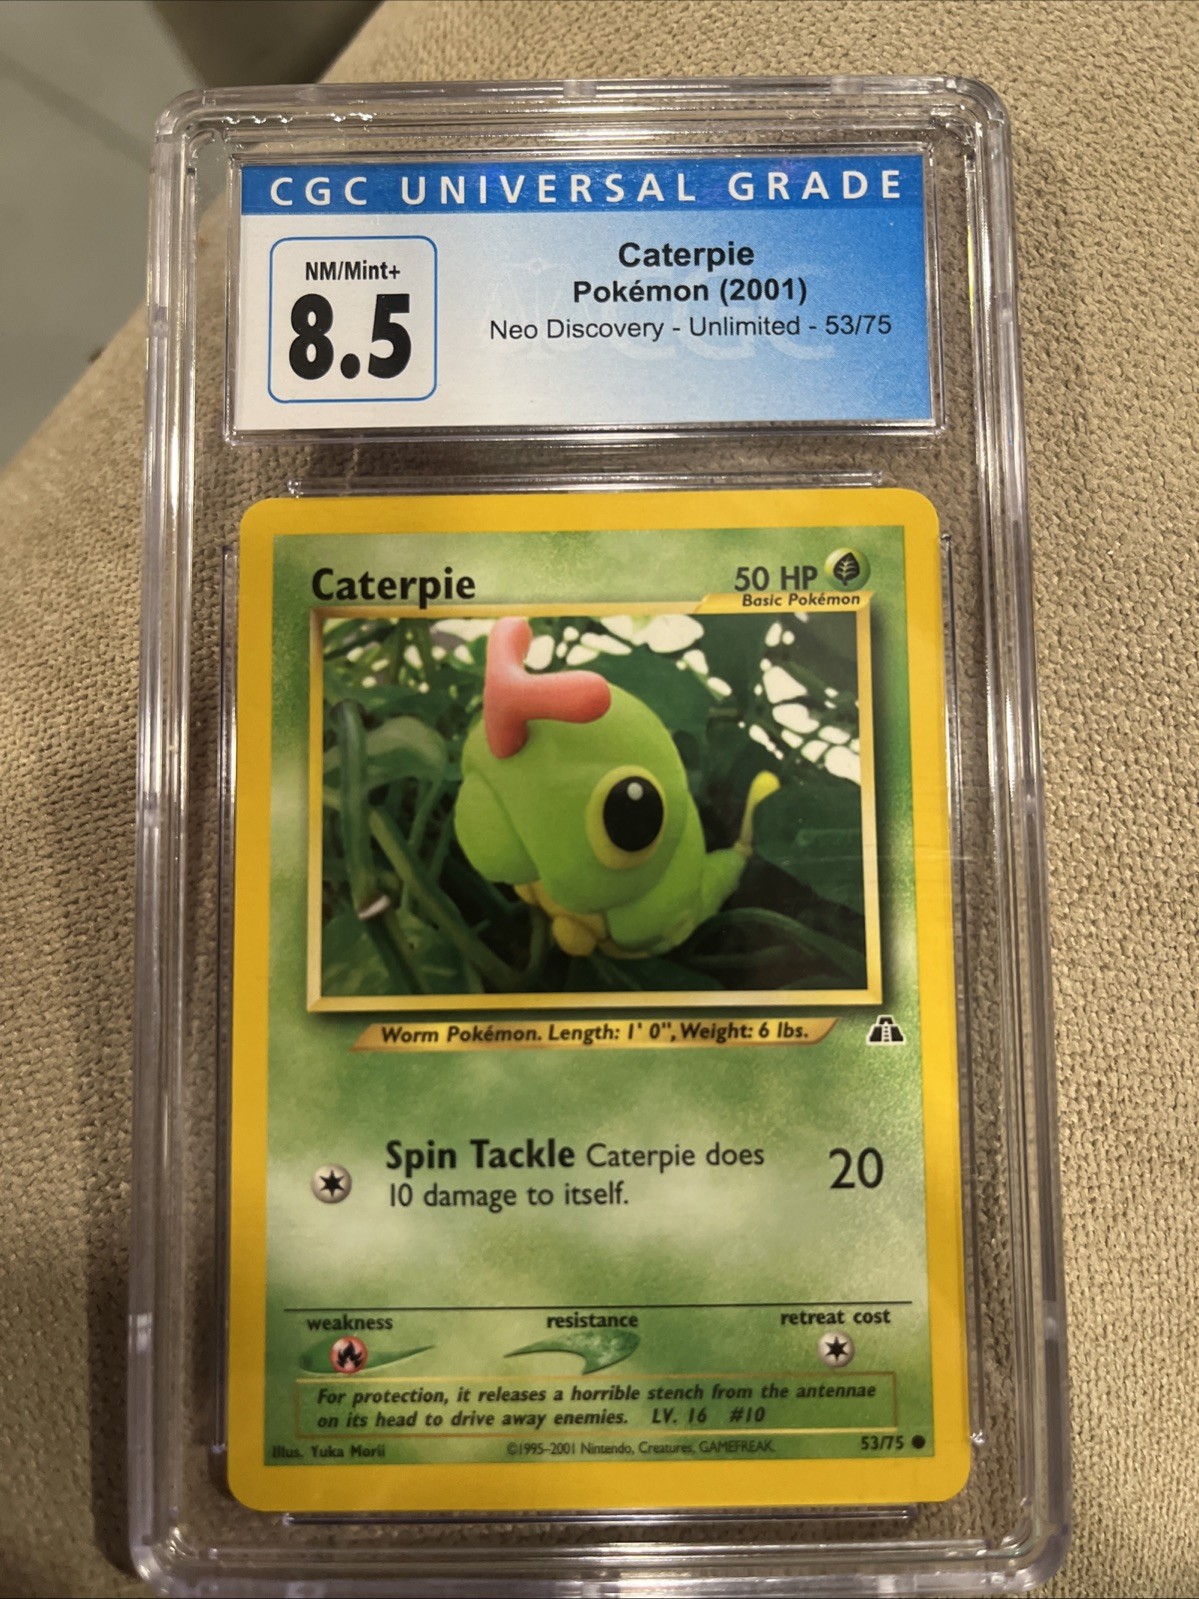 CGC UNIVERSAL GRADE
NM/Mint+
8.5
Caterpie
Pokémon (2001)
Neo Discovery - Unlimited - 53/75
Caterpie
50 HP
Basic Pokémon
Worm Pokémon. Length: 1' 0", Weight: 6 lbs.
Spin Tackle Caterpie does
10 damage to itself.
20
weakness
resistance
retreat cost
For protection, it releases a horrible stench from the antennae
on its head to drive away enemies. LV. 16 #10
Illus. Yuka Morii
©1995-2001 Nintendo, Creatures, GAMEFREAK.
53/75